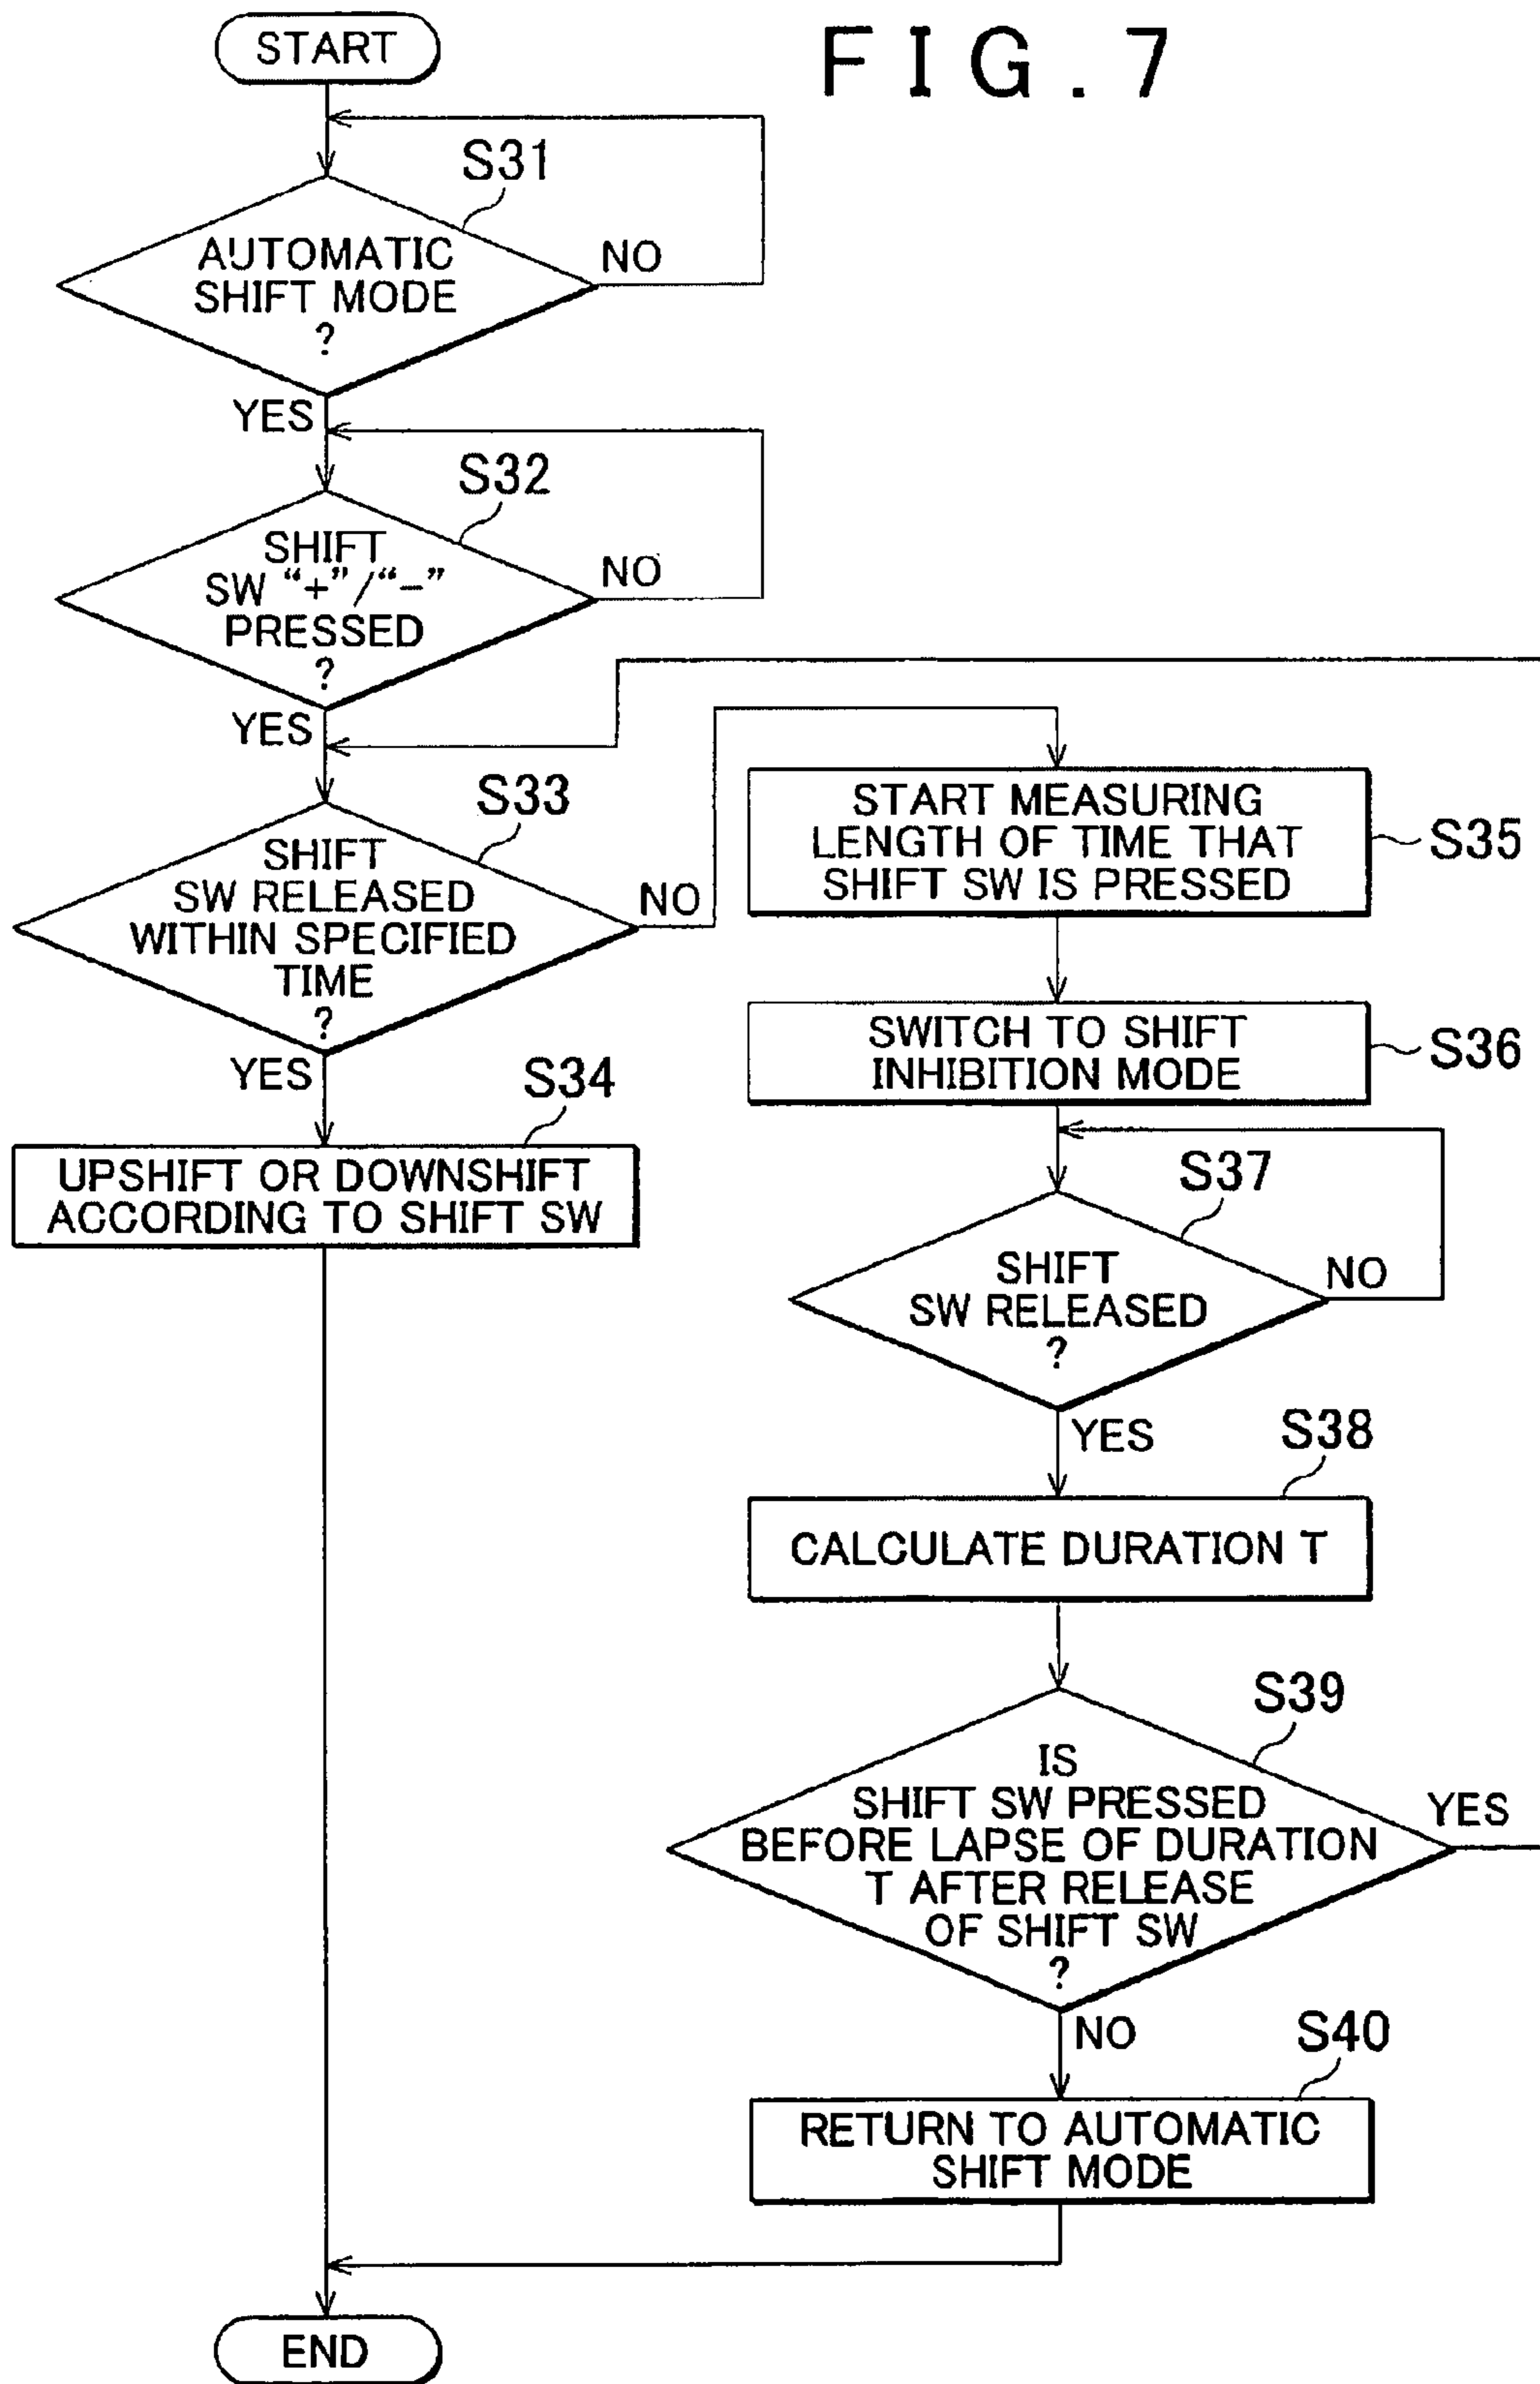 START
FIG.7
S31
AUTOMATIC
SHIFT MODE
?
NO
YES
S32
SHIFT
SW “+”/“-”
PRESSED
?
NO
YES
S33
SHIFT
SW RELEASED
WITHIN SPECIFIED
TIME
?
NO
YES
S34
UPSHIFT OR DOWNSHIFT
ACCORDING TO SHIFT SW
START MEASURING
LENGTH OF TIME THAT
SHIFT SW IS PRESSED
S35
SWITCH TO SHIFT
INHIBITION MODE
S36
S37
SHIFT
SW RELEASED
?
NO
YES
S38
CALCULATE DURATION T
S39
IS
SHIFT SW PRESSED
BEFORE LAPSE OF DURATION
T AFTER RELEASE
OF SHIFT SW
?
YES
NO
S40
RETURN TO AUTOMATIC
SHIFT MODE
END